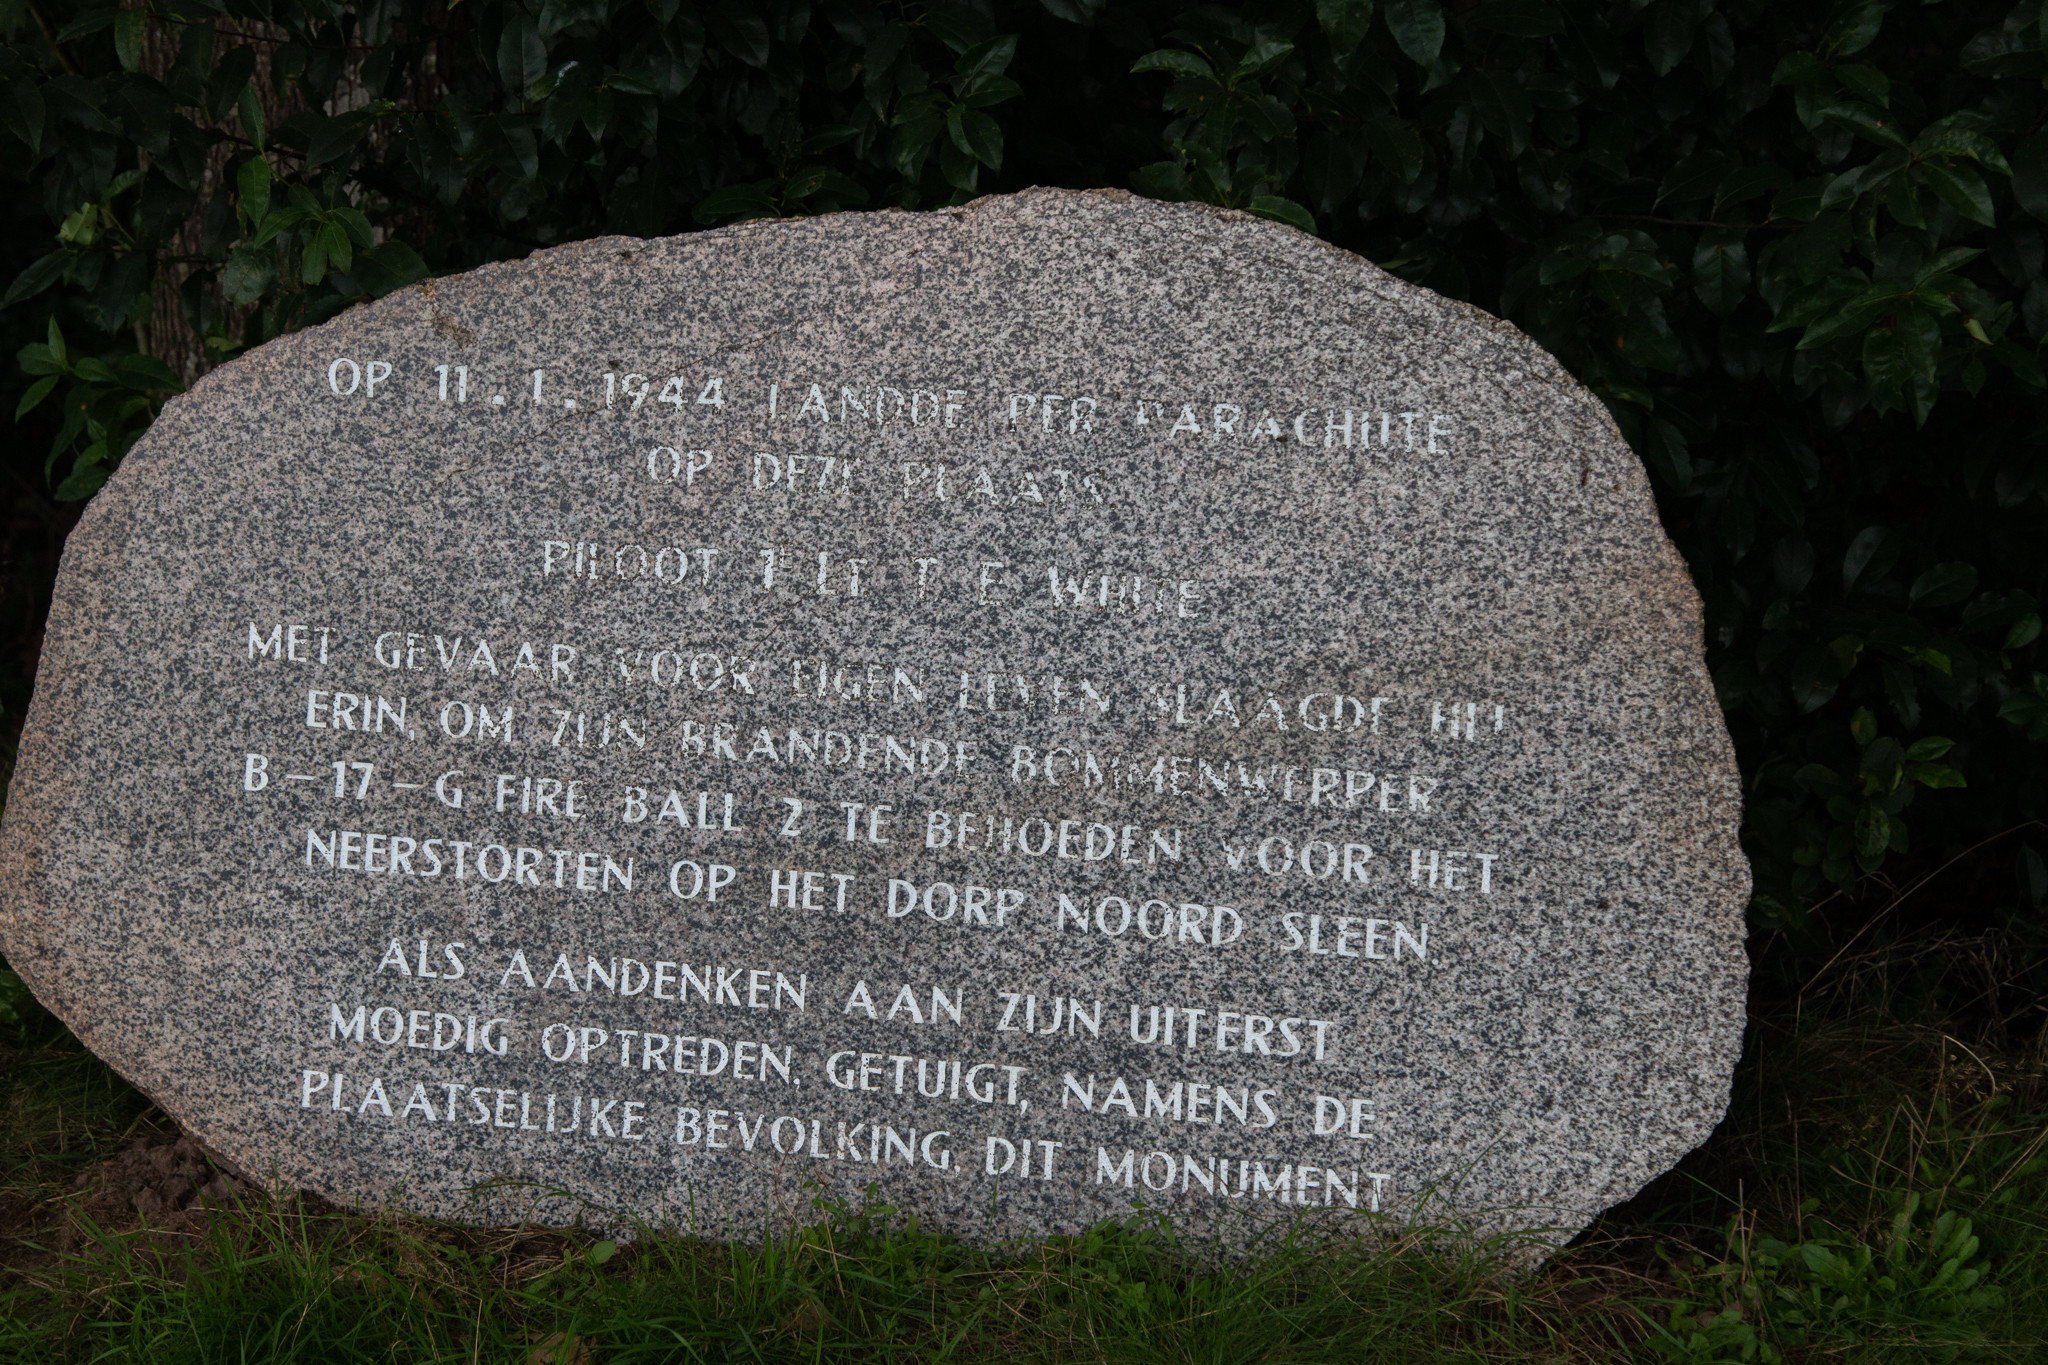 OP 11.1.1944 LANDDE PER PARACHUTE
OP DEZE PLAATS
PILOOT 1E LT T E WHITE
MET GEVAAR VOOR EIGEN LEVEN SLAAGDE HIJ
ERIN, OM ZIJN BRANDENDE BOMMENWERPER
B-17-G FIRE BALL 2 TE BEHOEDEN VOOR HET
NEERSTORTEN OP HET DORP NOORD SLEEN.
ALS AANDENKEN AAN ZIJN UITERST
MOEDIG OPTREDEN, GETUIGT, NAMENS DE
PLAATSELIJKE BEVOLKING, DIT MONUMENT